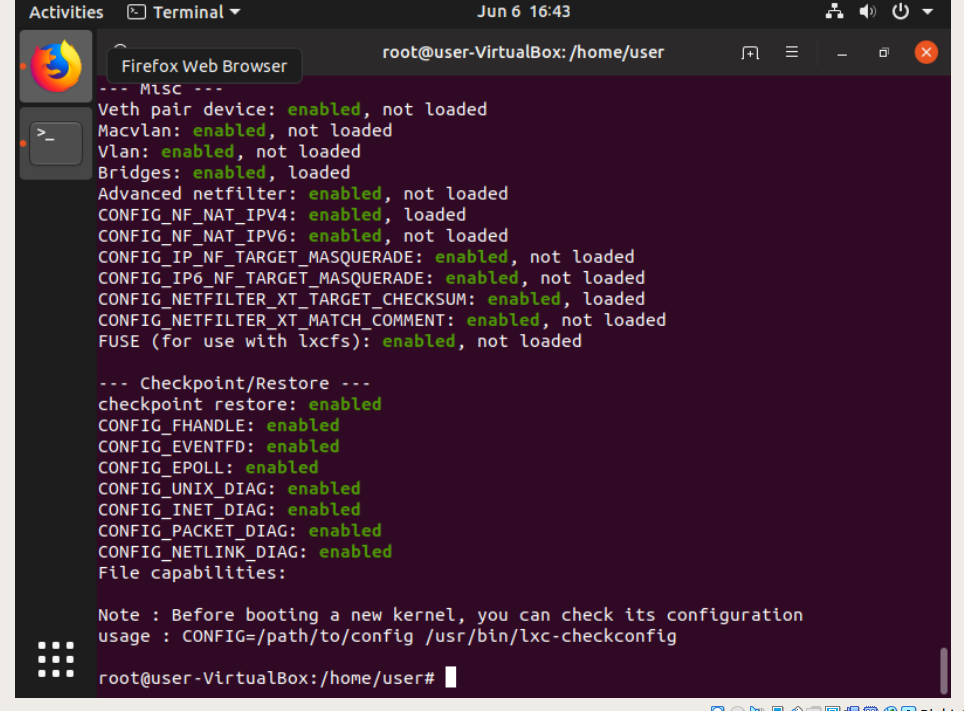 Activities Terminal Jun 6 16:43
root@user-VirtualBox: /home/user
Firefox Web Browser
--- Misc ---
Veth pair device: enabled, not loaded
Macvlan: enabled, not loaded
Vlan: enabled, not loaded
Bridges: enabled, loaded
Advanced netfilter: enabled, not loaded
CONFIG_NF_NAT_IPV4: enabled, loaded
CONFIG_NF_NAT_IPV6: enabled, not loaded
CONFIG_IP_NF_TARGET_MASQUERADE: enabled, not loaded
CONFIG_IP6_NF_TARGET_MASQUERADE: enabled, not loaded
CONFIG_NETFILTER_XT_TARGET_CHECKSUM: enabled, loaded
CONFIG_NETFILTER_XT_MATCH_COMMENT: enabled, not loaded
FUSE (for use with lxcfs): enabled, not loaded
--- Checkpoint/Restore ---
checkpoint restore: enabled
CONFIG_FHANDLE: enabled
CONFIG_EVENTFD: enabled
CONFIG_EPOLL: enabled
CONFIG_UNIX_DIAG: enabled
CONFIG_INET_DIAG: enabled
CONFIG_PACKET_DIAG: enabled
CONFIG_NETLINK_DIAG: enabled
File capabilities:
Note : Before booting a new kernel, you can check its configuration
usage : CONFIG=/path/to/config /usr/bin/lxc-checkconfig
root@user-VirtualBox:/home/user#